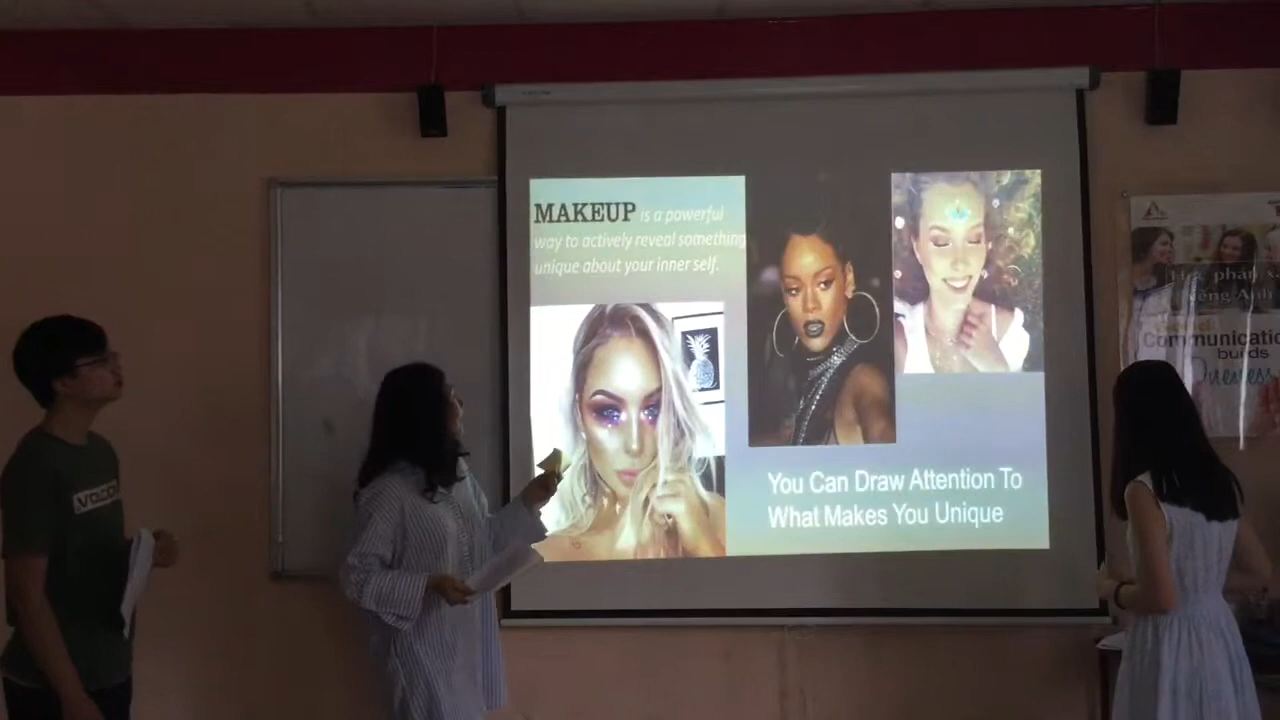 MAKEUP is a powerful
way to actively reveal something
unique about your inner self.
You Can Draw Attention To
What Makes You Unique
Communicatio
builds